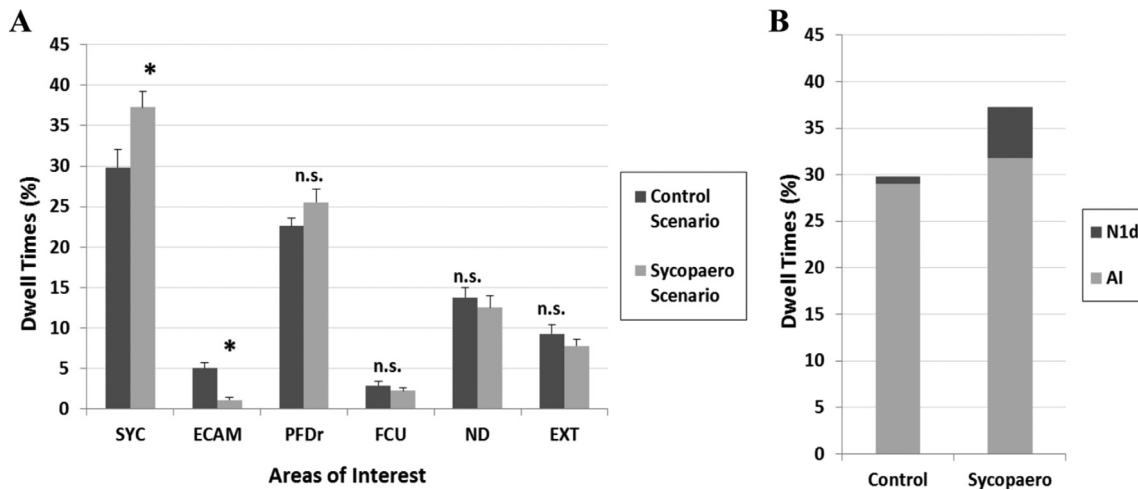 A
Dwell Times (%)
45
40
35
30
25
20
15
10
5
0
*
*
n.s.
n.s.
n.s.
n.s.
SYC ECAM PFDr FCU ND EXT
Areas of Interest
Control
Scenario
Sycopaero
Scenario
B
Dwell Times (%)
45
40
35
30
25
20
15
10
5
0
Control Sycopaero
N1d
AI